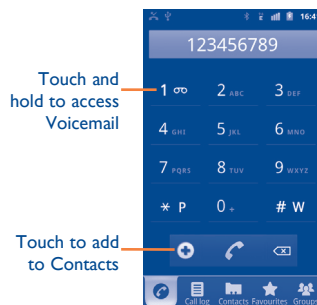 16:4
123456789
Touch and
hold to access
Voicemail
1 2 ABC 3 DEF
4 GHI 5 JKL 6 MNO
7 PQRS 8 TUV 9 WXYZ
* P 0 + # W
Touch to add
to Contacts
Call log Contacts Favourites Groups